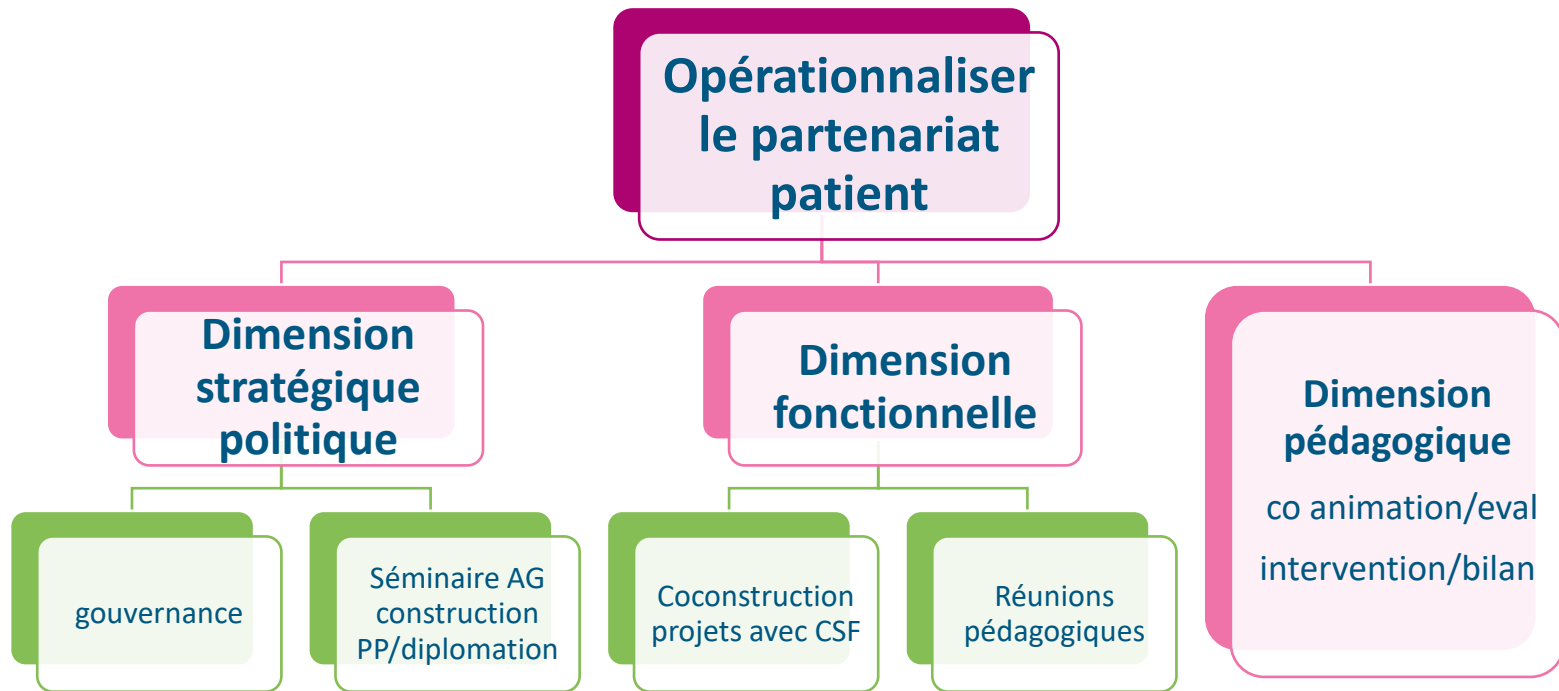 Opérationnaliser
le partenariat
patient
Dimension
stratégique
politique
Dimension
fonctionnelle
Dimension
pédagogique
co animation/eval
intervention/bilan
gouvernance
Séminaire AG
construction
PP/diplomation
Coconstruction
projets avec CSF
Réunions
pédagogiques